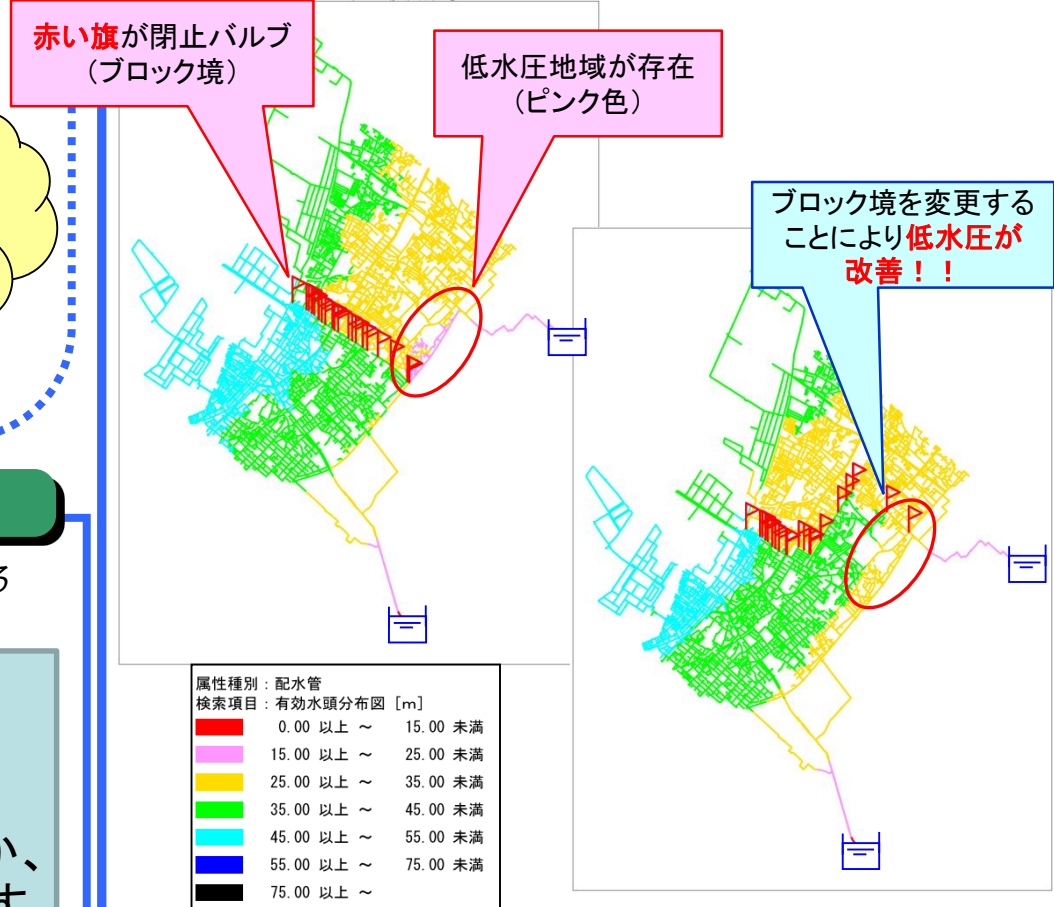 赤い旗が閉止バルブ
（ブロック境）
低水圧地域が存在
（ピンク色）
ブロック境を変更する
ことにより低水圧が
改善！！
る
か、
す
属性種別：配水管
検索項目：有効水頭分布図 [m]
0.00 以上 ～ 15.00 未満
15.00 以上 ～ 25.00 未満
25.00 以上 ～ 35.00 未満
35.00 以上 ～ 45.00 未満
45.00 以上 ～ 55.00 未満
55.00 以上 ～ 75.00 未満
75.00 以上 ～